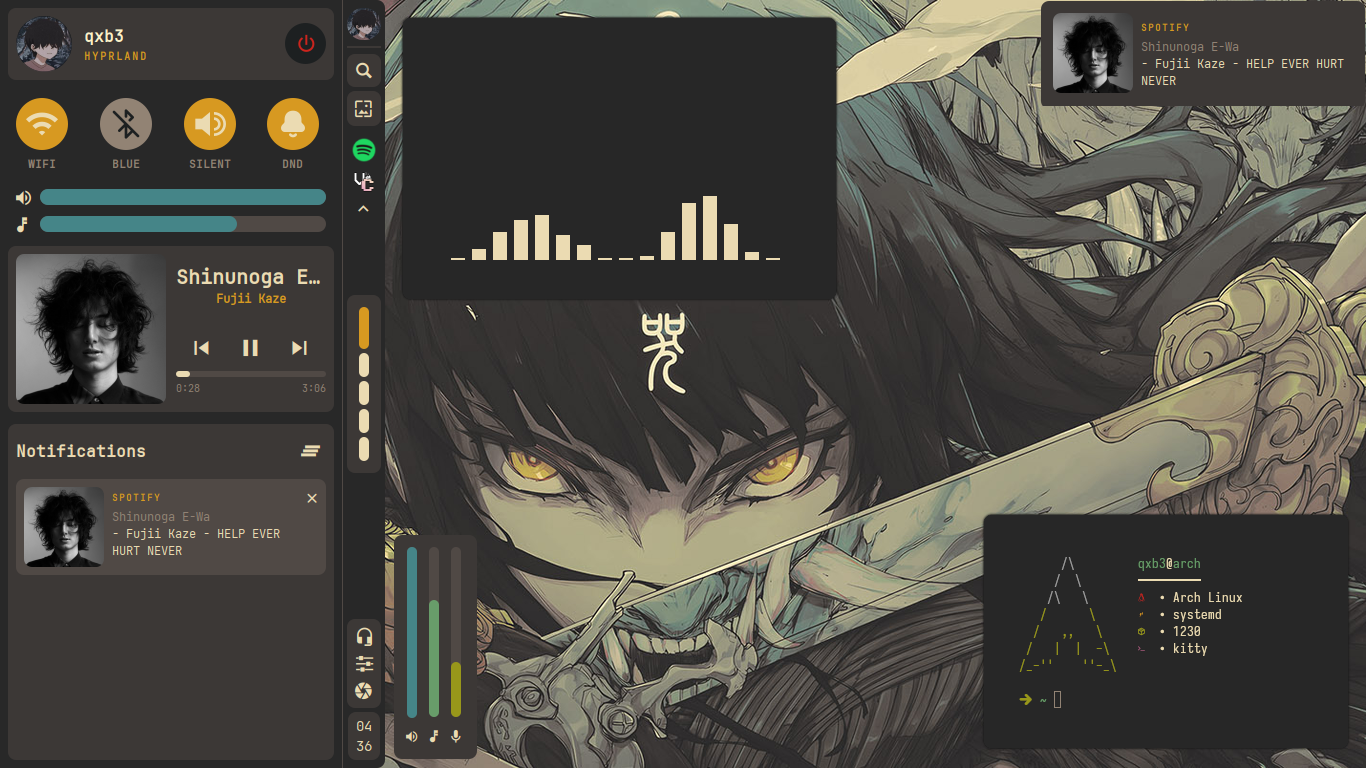 qxb3
HYPRLAND
WIFI
BLUE
SILENT
DND
Shinunoga E…
Fujii Kaze
0:28
3:06
Notifications
SPOTIFY
Shinunoga E-Wa
- Fujii Kaze - HELP EVER
HURT NEVER
04
36
SPOTIFY
Shinunoga E-Wa
- Fujii Kaze - HELP EVER HURT
NEVER
qxb3@arch
• Arch Linux
• systemd
• 1230
• kitty
➜ ~